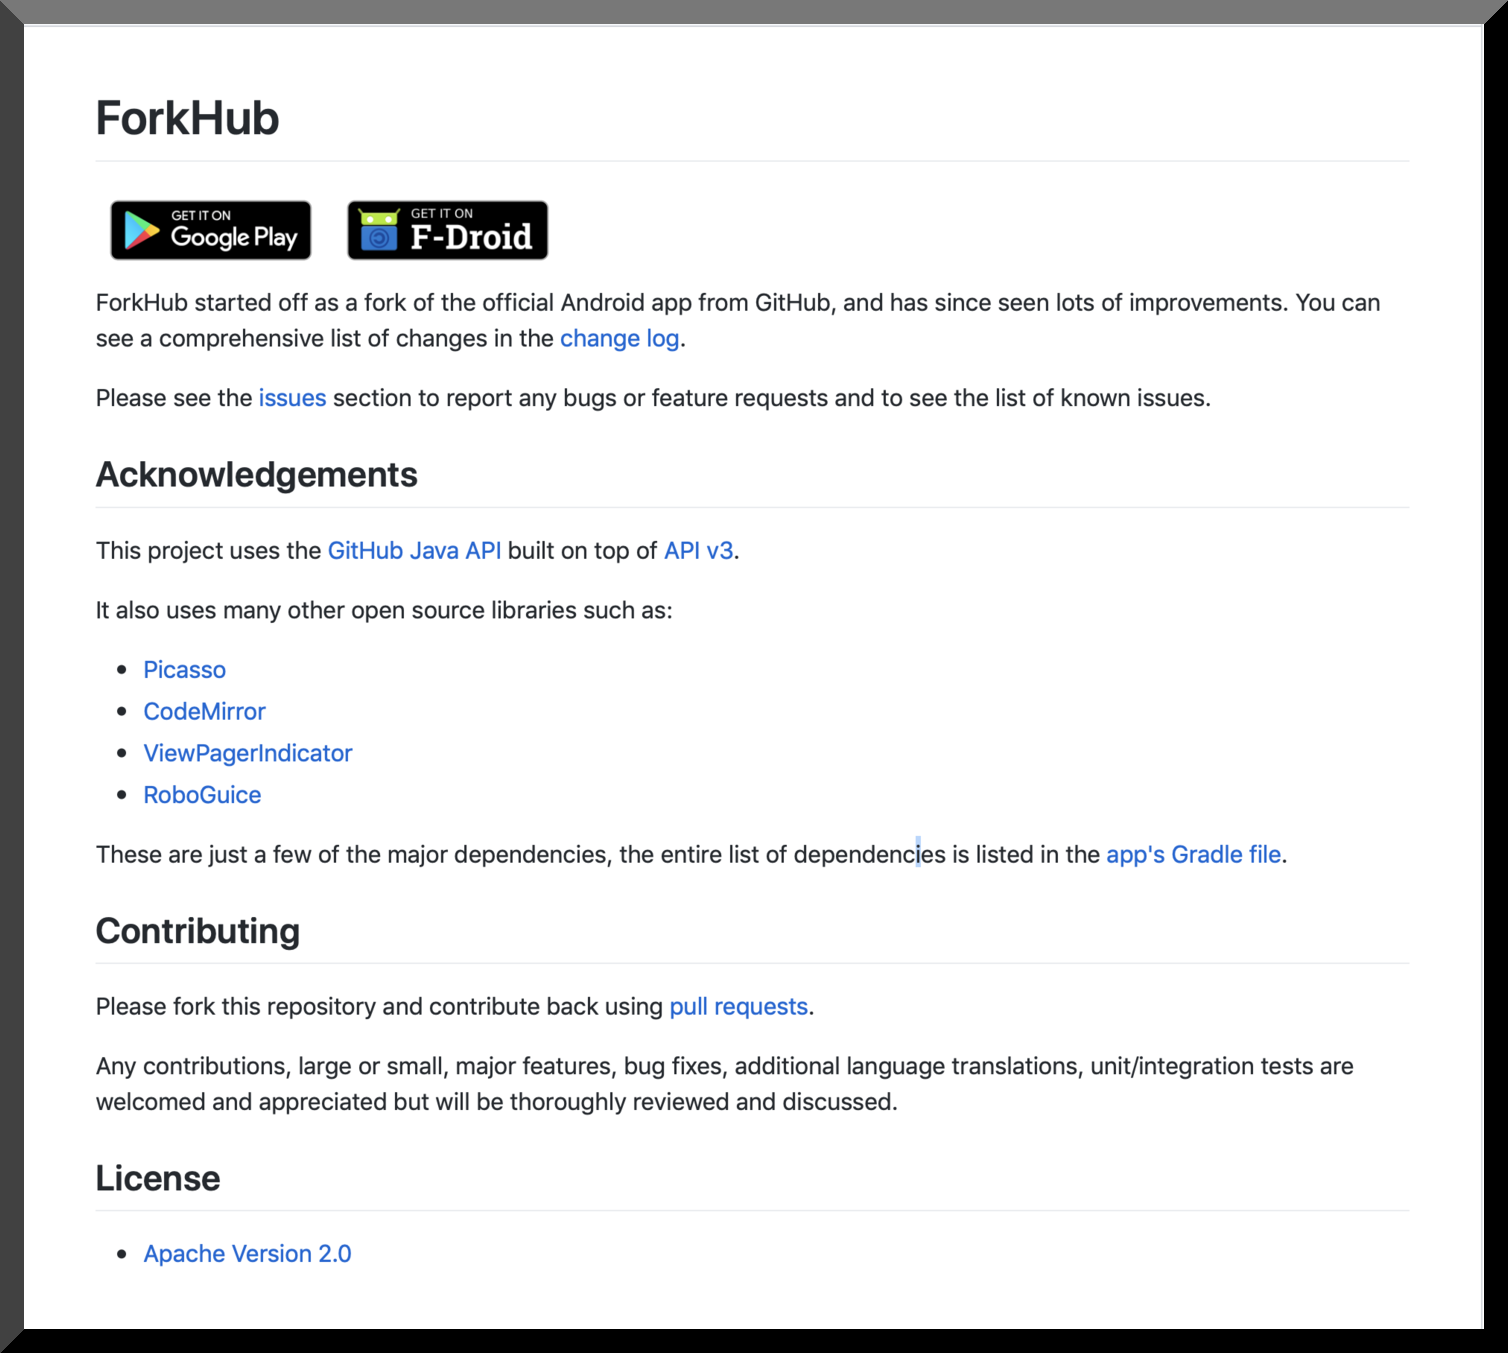 ForkHub
GET IT ON
Google Play
GET IT ON
F-Droid
ForkHub started off as a fork of the official Android app from GitHub, and has since seen lots of improvements. You can
see a comprehensive list of changes in the change log.
Please see the issues section to report any bugs or feature requests and to see the list of known issues.
Acknowledgements
This project uses the GitHub Java API built on top of API v3.
It also uses many other open source libraries such as:
• Picasso
• CodeMirror
• ViewPagerIndicator
• RoboGuice
These are just a few of the major dependencies, the entire list of dependencies is listed in the app's Gradle file.
Contributing
Please fork this repository and contribute back using pull requests.
Any contributions, large or small, major features, bug fixes, additional language translations, unit/integration tests are
welcomed and appreciated but will be thoroughly reviewed and discussed.
License
• Apache Version 2.0